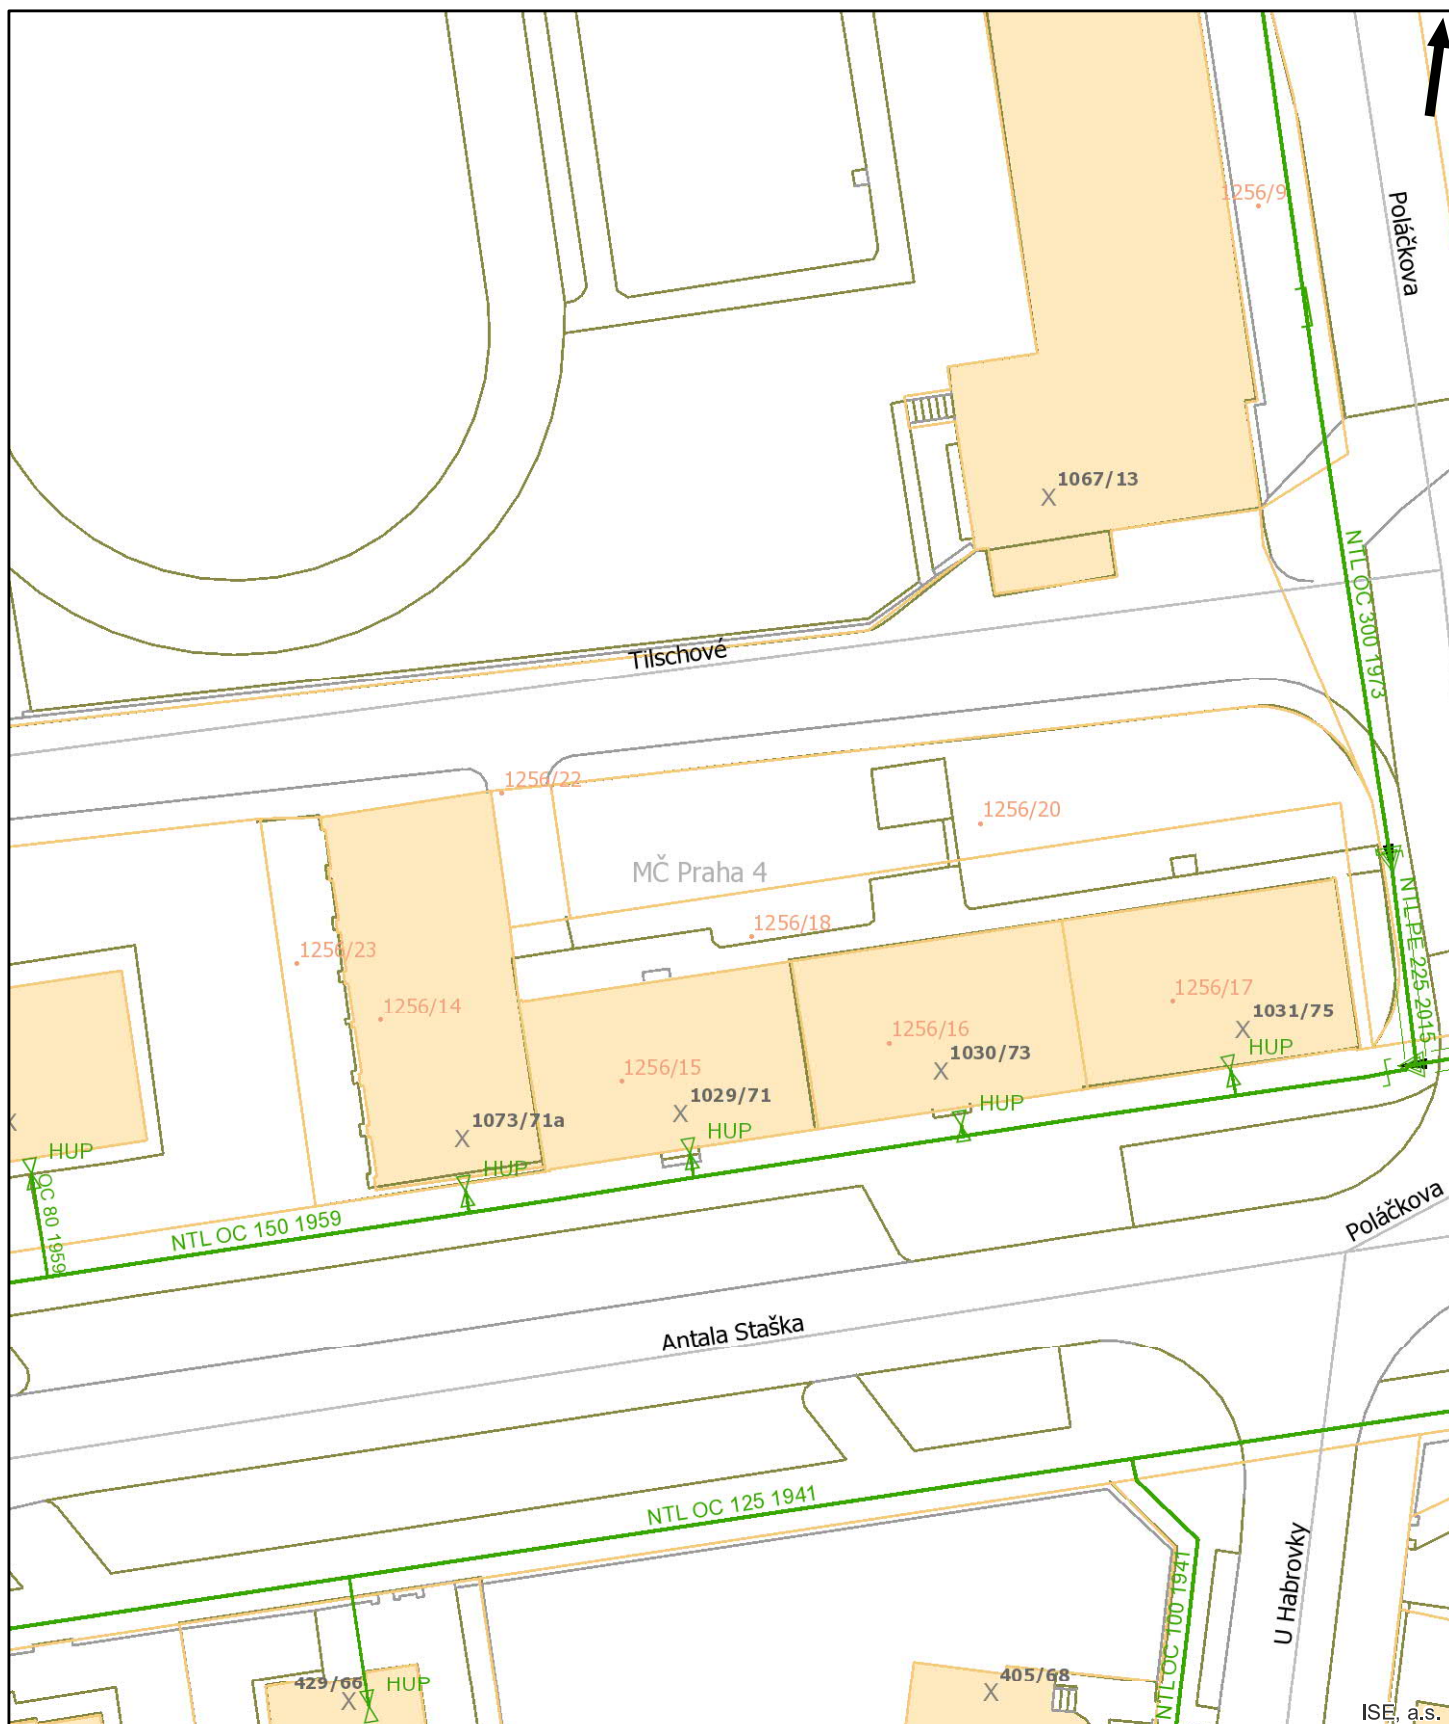 1256/9
Poláčkova
1067/13
NTL OC 300 1973
Tilschové
1256/22
1256/20
MČ Praha 4
1256/18
NTL PE 225 2015
1256/23
1256/14
1256/17
1031/75
1256/16
HUP
1030/73
1256/15
1029/71
HUP
1073/71a
HUP
HUP
HUP
OC 80 1959
NTL OC 150 1959
Poláčkova
Antala Staška
NTL OC 125 1941
U Habrovky
NTL OC 100 1941
429/66
HUP
405/68
ISE, a.s.